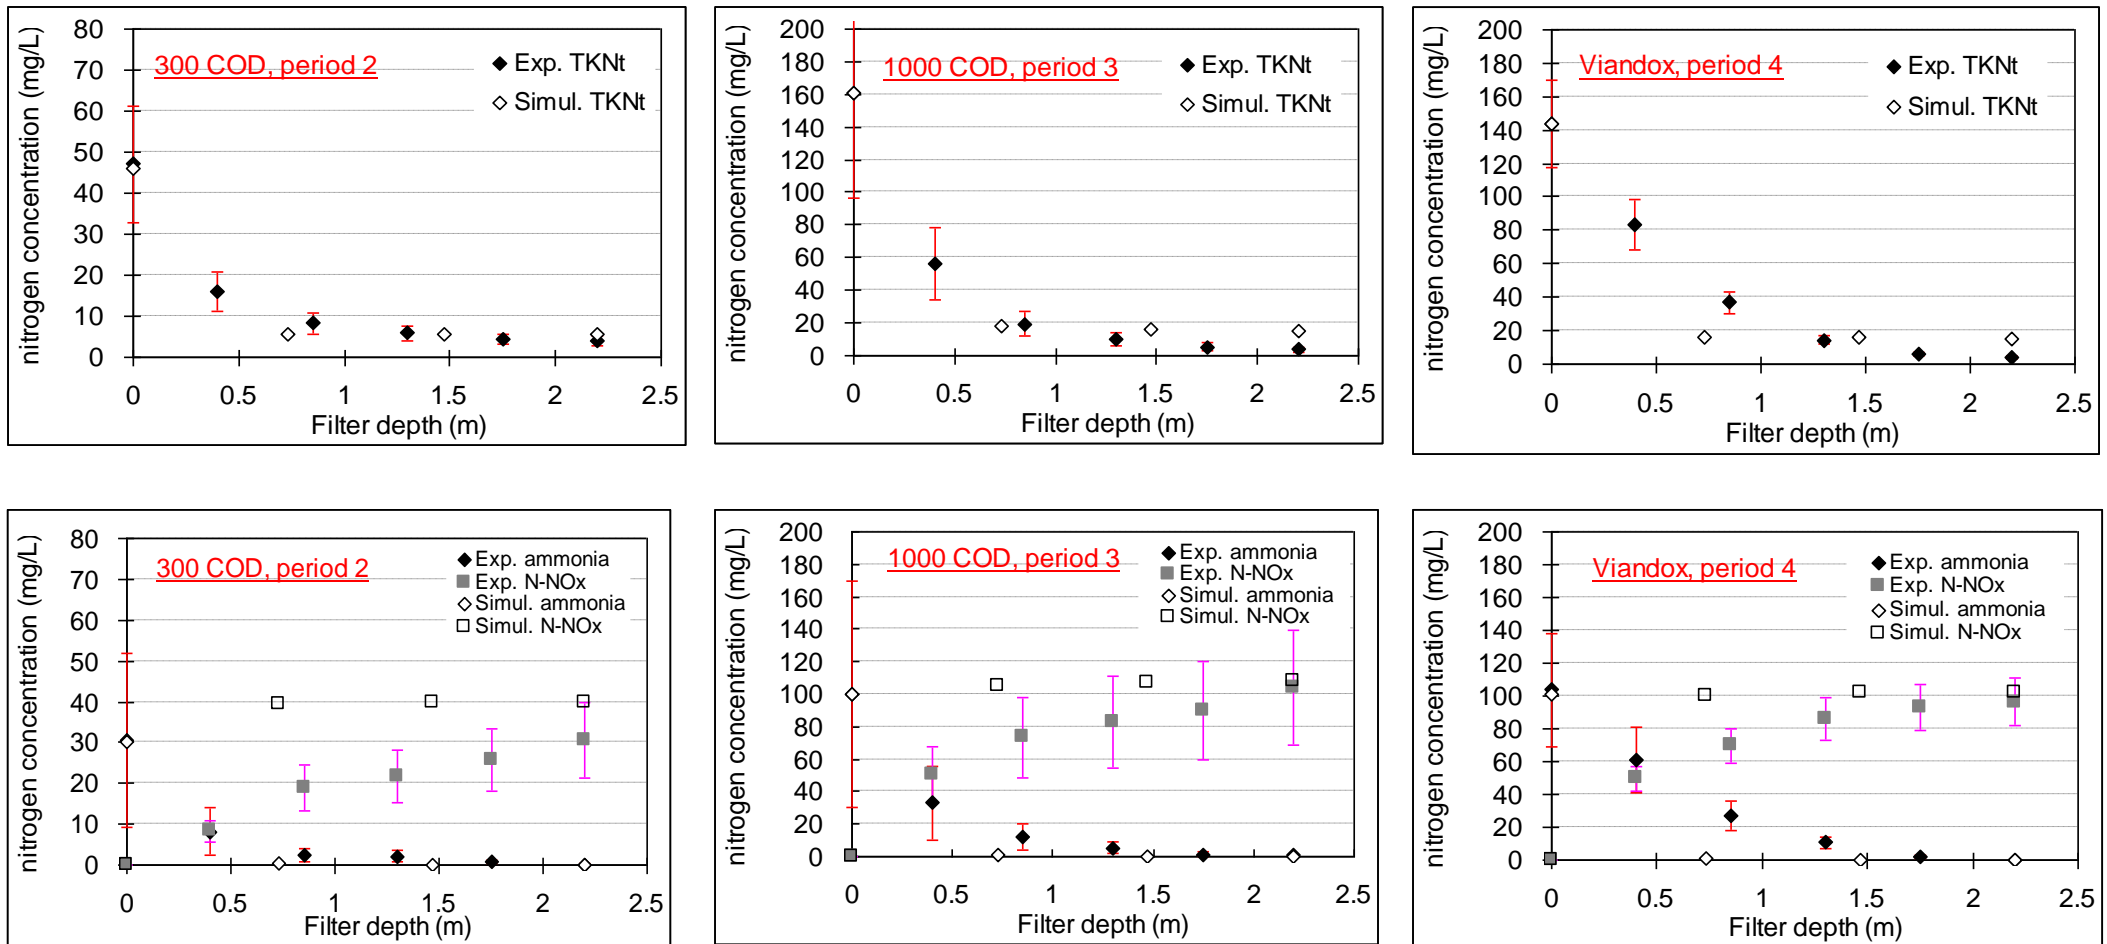 300 COD, period 2
Exp. TKNt
Simul. TKNt
nitrogen concentration (mg/L)
80
70
60
50
40
30
20
10
0
0 0.5 1 1.5 2 2.5
Filter depth (m)
1000 COD, period 3
Exp. TKNt
Simul. TKNt
nitrogen concentration (mg/L)
200
180
160
140
120
100
80
60
40
20
0
0 0.5 1 1.5 2 2.5
Filter depth (m)
Viandox, period 4
Exp. TKNt
Simul. TKNt
nitrogen concentration (mg/L)
200
180
160
140
120
100
80
60
40
20
0
0 0.5 1 1.5 2 2.5
Filter depth (m)
300 COD, period 2
Exp. ammonia
Exp. N-NOx
Simul. ammonia
Simul. N-NOx
nitrogen concentration (mg/L)
80
70
60
50
40
30
20
10
0
0 0.5 1 1.5 2 2.5
Filter depth (m)
1000 COD, period 3
Exp. ammonia
Exp. N-NOx
Simul. ammonia
Simul. N-NOx
nitrogen concentration (mg/L)
200
180
160
140
120
100
80
60
40
20
0
0 0.5 1 1.5 2 2.5
Filter depth (m)
Viandox, period 4
Exp. ammonia
Exp. N-NOx
Simul. ammonia
Simul. N-NOx
nitrogen concentration (mg/L)
200
180
160
140
120
100
80
60
40
20
0
0 0.5 1 1.5 2 2.5
Filter depth (m)